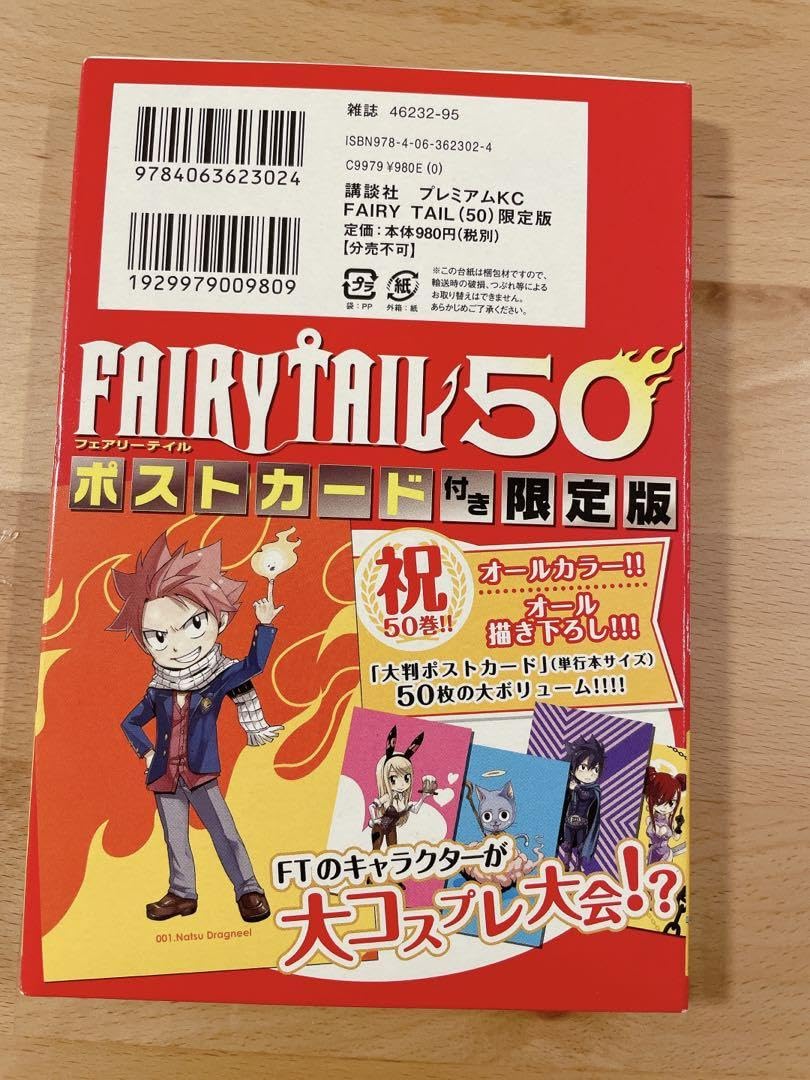 雑誌 46232-95
ISBN978-4-06-362302-4
C9979 ¥980E (0)
9784063623024
講談社 プレミアムKC
FAIRY TAIL(50)限定版
定価:本体980円(税別)
【分売不可】
1929979009809
プラ
袋:PP
紙
外箱:紙
※この台紙は梱包材ですので、
輸送時の破損、つぶれ等による
お取り替えはできません。
あらかじめご了承ください。
FAIRY TAIL 50
フェアリーテイル
ポストカード付き限定版
祝
50巻!!
オールカラー!!
オール
描き下ろし!!!
「大判ポストカード」(単行本サイズ)
50枚の大ボリューム!!!!
FTのキャラクターが
大コスプレ大会!?
001.Natsu Dragneel